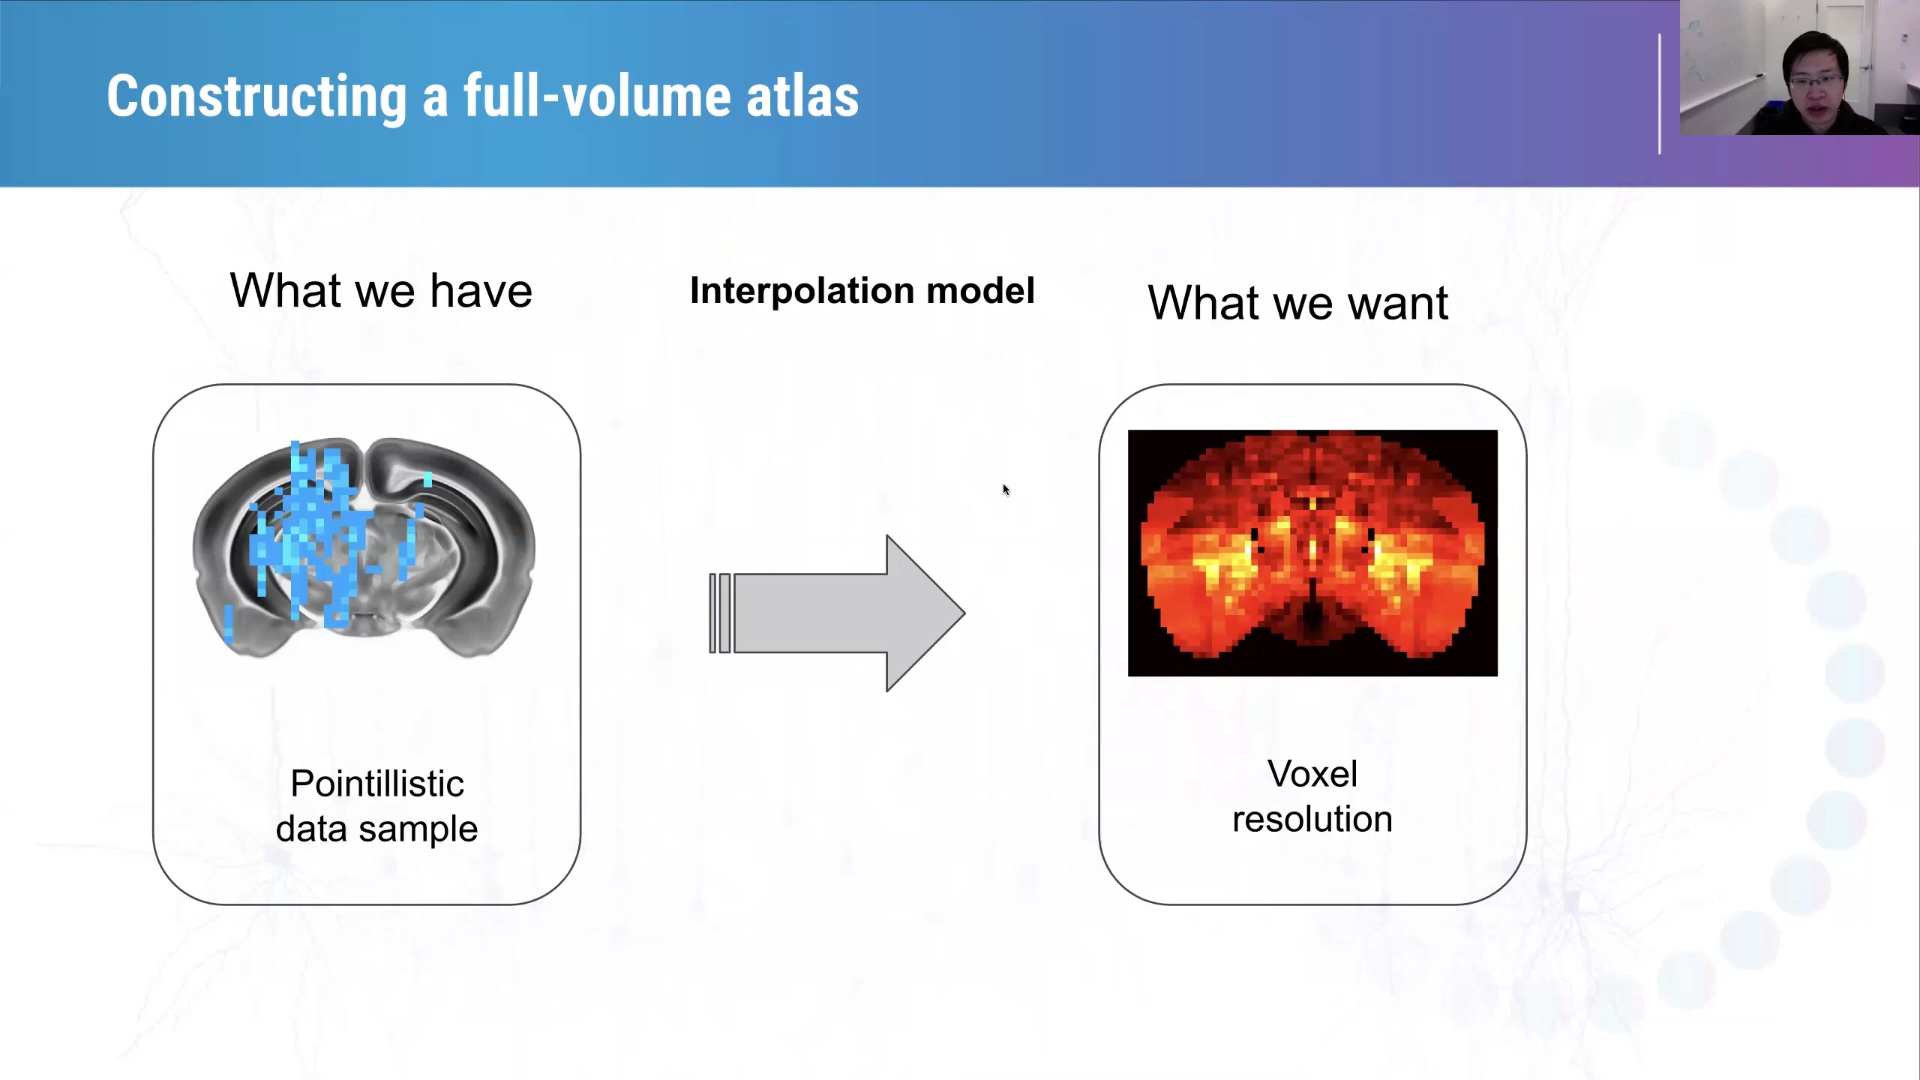 Constructing a full-volume atlas
What we have
Interpolation model
What we want
Pointillistic
data sample
Voxel
resolution